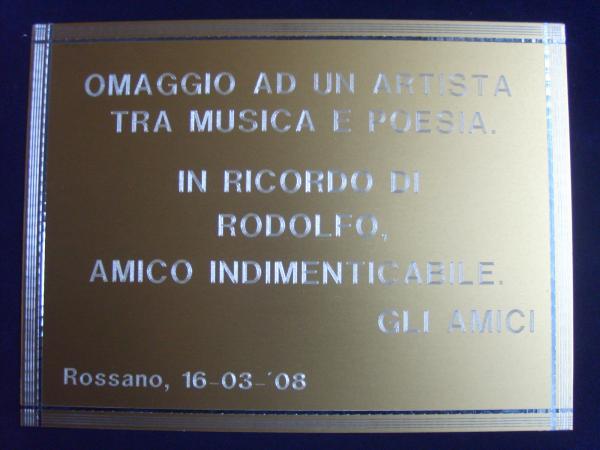 OMAGGIO AD UN ARTISTA
TRA MUSICA E POESIA.
IN RICORDO DI
RODOLFO,
AMICO INDIMENTICABILE.
GLI AMICI
Rossano, 16-03-'08